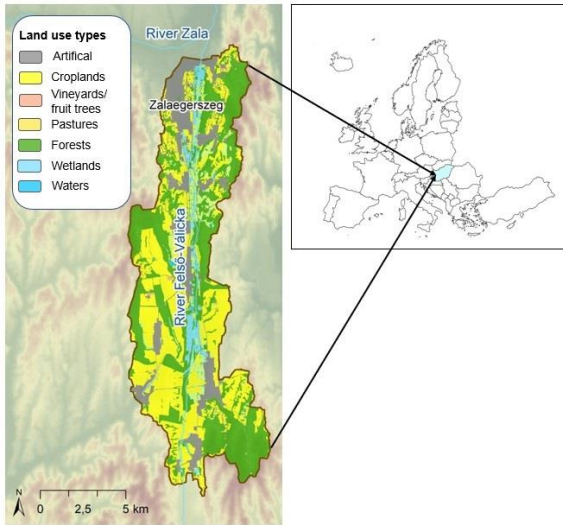 River Zala
Land use types
Artifical
Croplands
Vineyards/
fruit trees
Pastures
Forests
Wetlands
Waters
Zalaegerszeg
River Felső-Válicka
N
0 2,5 5 km